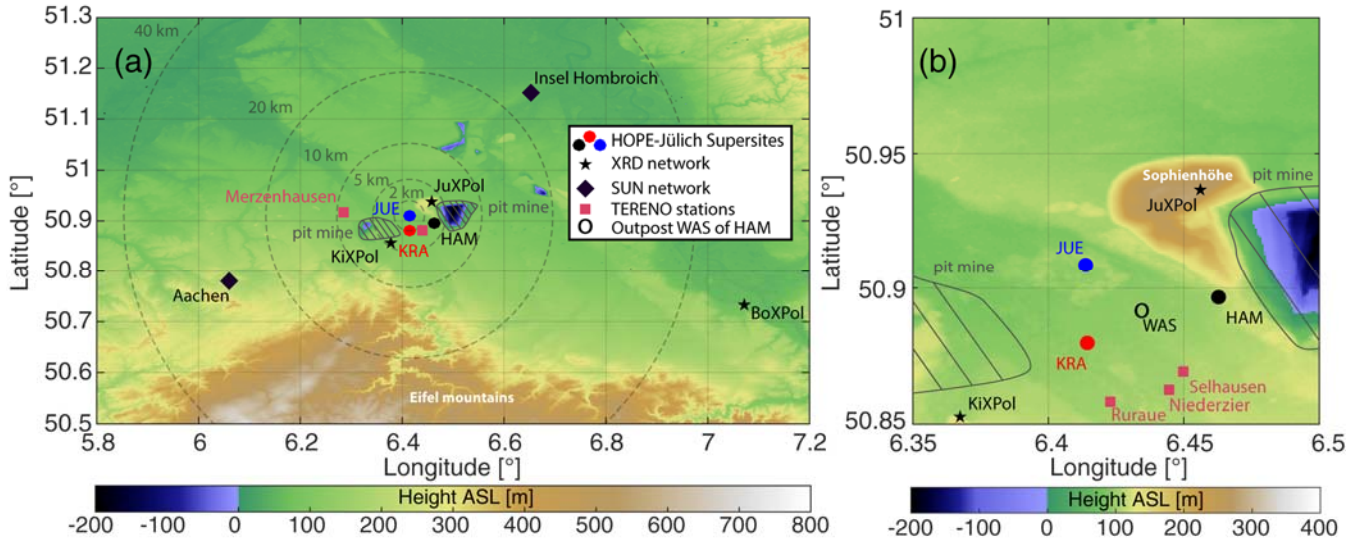 (a)
51.3
51.2
51.1
51
50.9
50.8
50.7
50.6
50.5
Latitude [°]
40 km
20 km
10 km
5 km
2 km
Insel Hombroich
Merzenhausen
JUE
JuXPol
pit mine
pit mine
HAM
KRA
KiXPol
Aachen
BoXPol
Eifel mountains
HOPE-Jülich Supersites
XRD network
SUN network
TERENO stations
Outpost WAS of HAM
5.8 6 6.2 6.4 6.6 6.8 7 7.2
Longitude [°]
Height ASL [m]
-200 -100 0 100 200 300 400 500 600 700 800
(b)
51
50.95
50.9
50.85
Latitude [°]
Sophienhöhe
JuXPol
pit mine
JUE
pit mine
WAS
HAM
KRA
Selhausen
Niederzier
Ruraue
KiXPol
6.35 6.4 6.45 6.5
Longitude [°]
Height ASL [m]
-200 -100 0 100 200 300 400